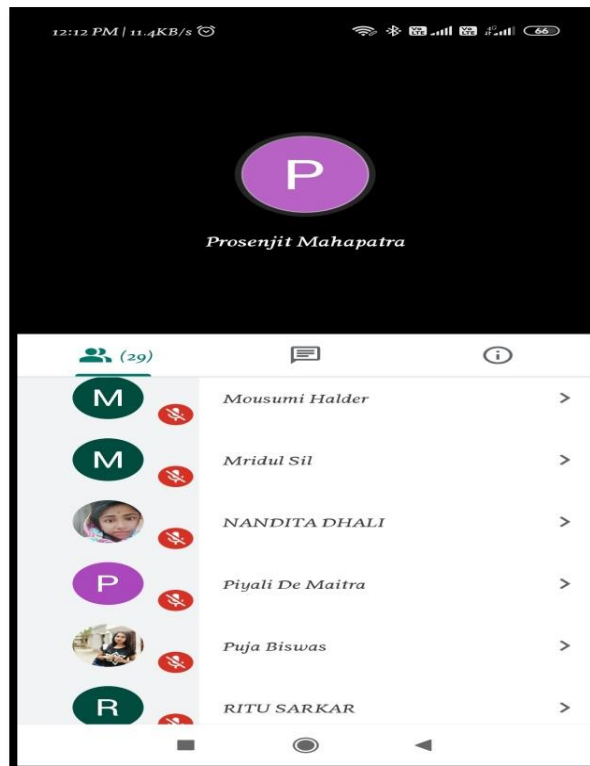 12:12 PM | 11.4KB/s
66
P
Prosenjit Mahapatra
(29)
M Mousumi Halder
M Mridul Sil
NANDITA DHALI
P Piyali De Maitra
Puja Biswas
R RITU SARKAR